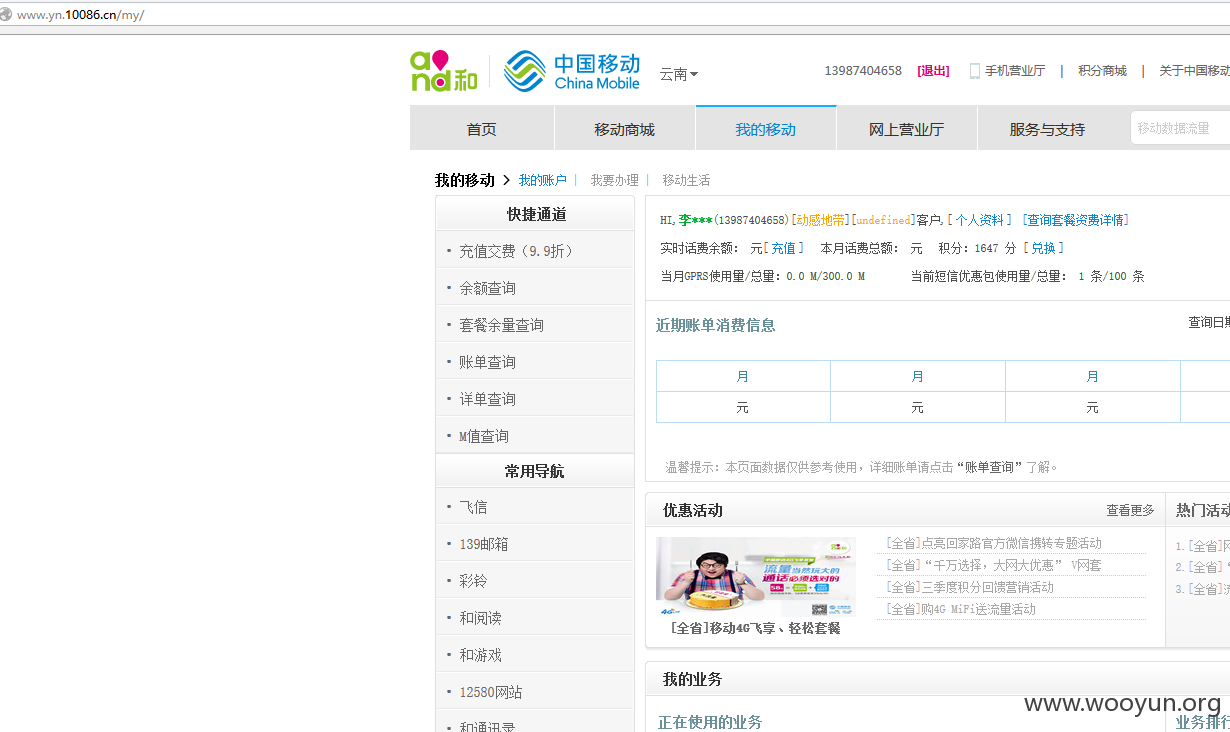 www.yn.10086.cn/my/
and和 中国移动 China Mobile 云南 13987404658 [退出] 手机营业厅 | 积分商城 | 关于中国移动
首页 移动商城 我的移动 网上营业厅 服务与支持 移动数据流量
我的移动 > 我的账户 | 我要办理 | 移动生活
快捷通道
• 充值交费（9.9折）
• 余额查询
• 套餐余量查询
• 账单查询
• 详单查询
• M值查询
常用导航
• 飞信
• 139邮箱
• 彩铃
• 和阅读
• 和游戏
• 12580网站
• 和通讯录
HI,李***(13987404658)[动感地带][undefined]客户,[ 个人资料 ] [查询套餐资费详情]
实时话费余额： 元[ 充值 ] 本月话费总额： 元 积分：1647 分 [ 兑换 ]
当月GPRS使用量/总量：0.0 M/300.0 M 当前短信优惠包使用量/总量： 1 条/100 条
近期账单消费信息 查询日期
月 月 月
元 元 元
温馨提示：本页面数据仅供参考使用，详细账单请点击“账单查询”了解。
优惠活动 查看更多
流量当然玩大的
通话必须选对的
4G
[全省]移动4G飞享、轻松套餐
[全省]点亮回家路官方微信携转专题活动
[全省]“千万选择，大网大优惠” V网套
[全省]三季度积分回馈营销活动
[全省]购4G MiFi送流量活动
热门活动
1. [全省]
2. [全省]
3. [全省]
我的业务
正在使用的业务
业务排行
www.wooyun.org